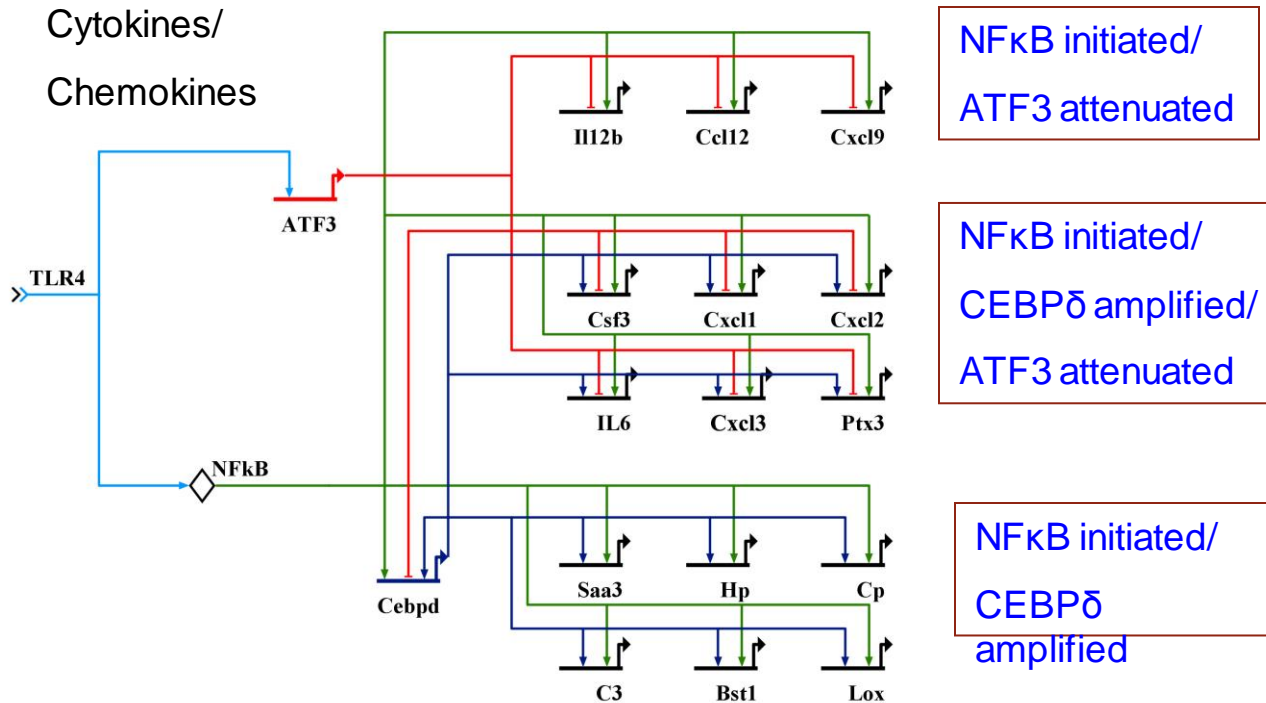 Cytokines/
Chemokines
NFκB initiated/
ATF3 attenuated
Il12b Ccl12 Cxcl9
ATF3
TLR4
NFκB initiated/
CEBPδ amplified/
ATF3 attenuated
Csf3 Cxcl1 Cxcl2
IL6 Cxcl3 Ptx3
NFkB
NFκB initiated/
CEBPδ
amplified
Cebpd
Saa3 Hp Cp
C3 Bst1 Lox